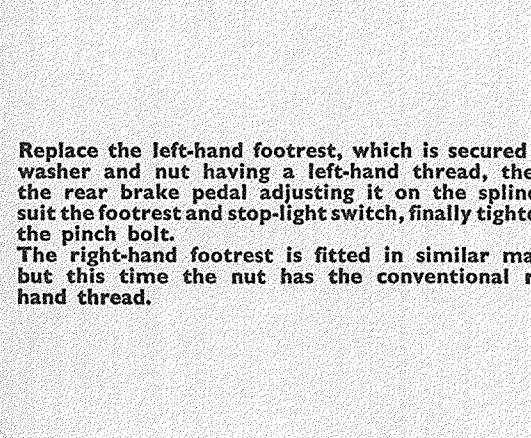 Replace the left-hand footrest, which is secured
washer and nut having a left-hand thread, the
the rear brake pedal adjusting it on the splin
suit the footrest and stop-light switch, finally tight
the pinch bolt.
The right-hand footrest is fitted in similar ma
but this time the nut has the conventional r
hand thread.